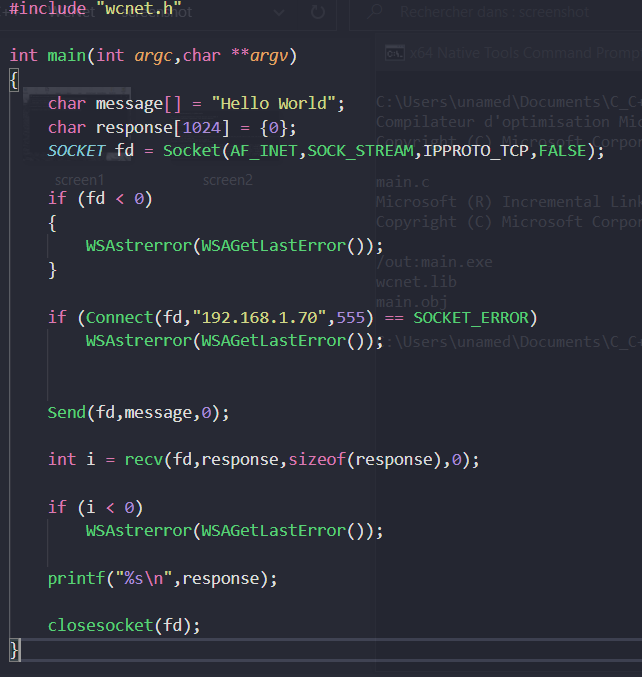 #include "wcnet.h"
Rechercher dans : screenshot
int main(int argc,char **argv)
x64 Native Tools Command Promp
{
char message[] = "Hello World";
C:\Users\unamed\Documents\C_C+
char response[1024] = {0};
Compilateur d'optimisation Mic
SOCKET fd = Socket(AF_INET,SOCK_STREAM,IPPROTO_TCP,FALSE);
Copyright (C) Microsoft Corpor
screen1 screen2
main.c
if (fd < 0)
Microsoft (R) Incremental Link
{
Copyright (C) Microsoft Corpor
WSAstrerror(WSAGetLastError());
}
/out:main.exe
wcnet.lib
main.obj
if (Connect(fd,"192.168.1.70",555) == SOCKET_ERROR)
WSAstrerror(WSAGetLastError());
:\Users\unamed\Documents\C_C+
Send(fd,message,0);
int i = recv(fd,response,sizeof(response),0);
if (i < 0)
WSAstrerror(WSAGetLastError());
printf("%s\n",response);
closesocket(fd);
}